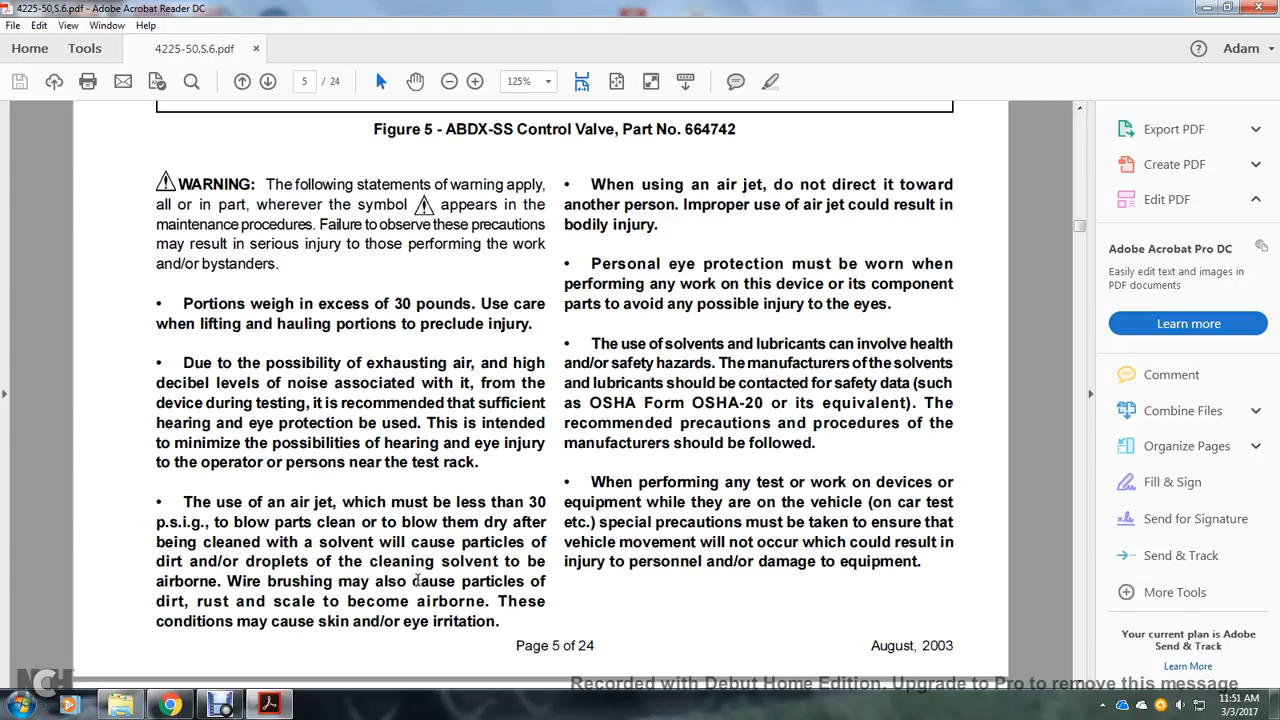 4225-50,S.6.pdf - Adobe Acrobat Reader DC
File Edit View Window Help
Home Tools 4225-50,S.6.pdf × Adam
5 / 24 125%
Figure 5 - ABDX-SS Control Valve, Part No. 664742
WARNING: The following statements of warning apply,
all or in part, wherever the symbol appears in the
maintenance procedures. Failure to observe these precautions
may result in serious injury to those performing the work
and/or bystanders.
• Portions weigh in excess of 30 pounds. Use care
when lifting and hauling portions to preclude injury.
• Due to the possibility of exhausting air, and high
decibel levels of noise associated with it, from the
device during testing, it is recommended that sufficient
hearing and eye protection be used. This is intended
to minimize the possibilities of hearing and eye injury
to the operator or persons near the test rack.
• The use of an air jet, which must be less than 30
p.s.i.g., to blow parts clean or to blow them dry after
being cleaned with a solvent will cause particles of
dirt and/or droplets of the cleaning solvent to be
airborne. Wire brushing may also cause particles of
dirt, rust and scale to become airborne. These
conditions may cause skin and/or eye irritation.
• When using an air jet, do not direct it toward
another person. Improper use of air jet could result in
bodily injury.
• Personal eye protection must be worn when
performing any work on this device or its component
parts to avoid any possible injury to the eyes.
• The use of solvents and lubricants can involve health
and/or safety hazards. The manufacturers of the solvents
and lubricants should be contacted for safety data (such
as OSHA Form OSHA-20 or its equivalent). The
recommended precautions and procedures of the
manufacturers should be followed.
• When performing any test or work on devices or
equipment while they are on the vehicle (on car test
etc.) special precautions must be taken to ensure that
vehicle movement will not occur which could result in
injury to personnel and/or damage to equipment.
Page 5 of 24 August, 2003
Export PDF
Create PDF
Edit PDF
Adobe Acrobat Pro DC
Easily edit text and images in
PDF documents
Learn more
Comment
Combine Files
Organize Pages
Fill & Sign
Send for Signature
Send & Track
More Tools
Your current plan is Adobe
Send & Track
Learn More
NCH
Recorded with Debut Home Edition. Upgrade to Pro to remove this message
11:51 AM
3/3/2017